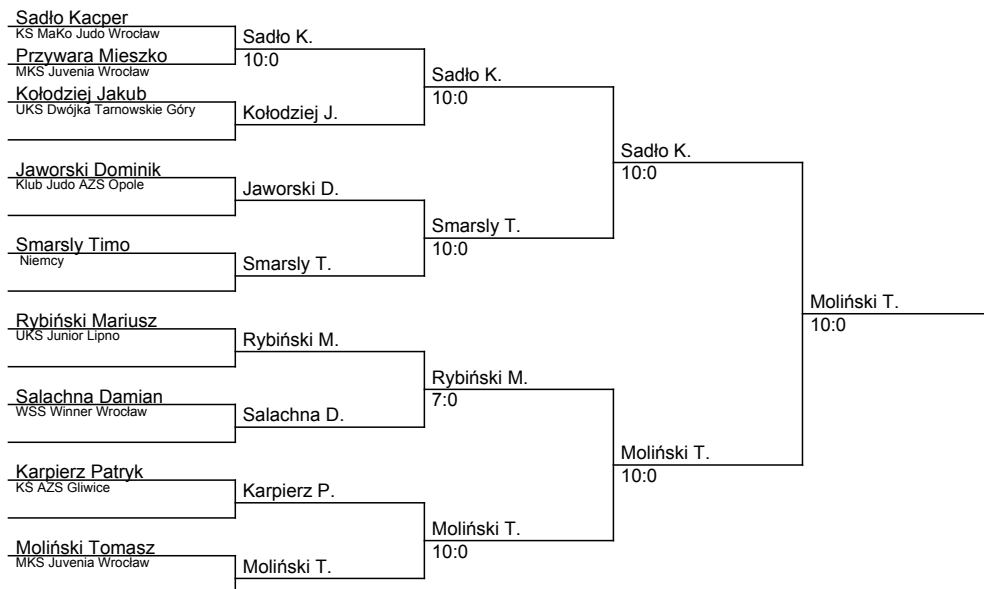 Sadło Kacper
KS MaKo Judo Wrocław
Przywara Mieszko
MKS Juvenia Wrocław
Kołodziej Jakub
UKS Dwójka Tarnowskie Góry
Jaworski Dominik
Klub Judo AZS Opole
Smarsly Timo
Niemcy
Rybiński Mariusz
UKS Junior Lipno
Salachna Damian
WSS Winner Wrocław
Karpierz Patryk
KS AZS Gliwice
Moliński Tomasz
MKS Juvenia Wrocław
Sadło K.
10:0
Kołodziej J.
Jaworski D.
Smarsly T.
Rybiński M.
Salachna D.
Karpierz P.
Moliński T.
Sadło K.
10:0
Smarsly T.
10:0
Rybiński M.
7:0
Moliński T.
10:0
Sadło K.
10:0
Moliński T.
10:0
Moliński T.
10:0